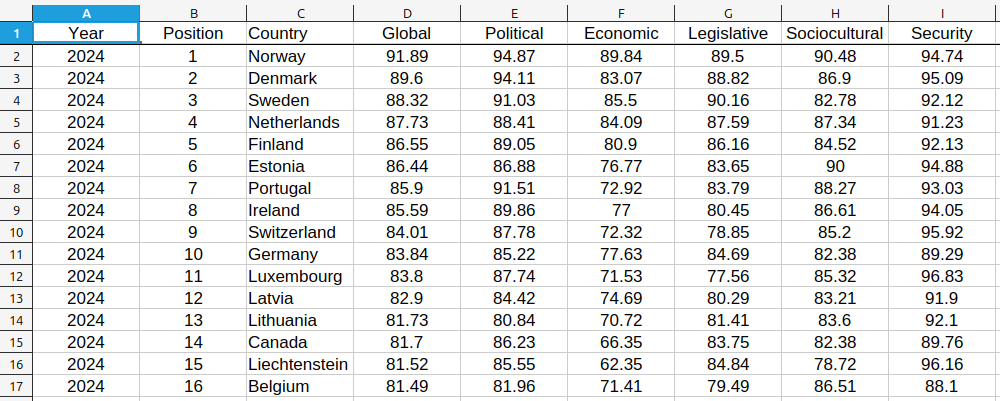 A B C D E F G H I
1 Year Position Country Global Political Economic Legislative Sociocultural Security
2 2024 1 Norway 91.89 94.87 89.84 89.5 90.48 94.74
3 2024 2 Denmark 89.6 94.11 83.07 88.82 86.9 95.09
4 2024 3 Sweden 88.32 91.03 85.5 90.16 82.78 92.12
5 2024 4 Netherlands 87.73 88.41 84.09 87.59 87.34 91.23
6 2024 5 Finland 86.55 89.05 80.9 86.16 84.52 92.13
7 2024 6 Estonia 86.44 86.88 76.77 83.65 90 94.88
8 2024 7 Portugal 85.9 91.51 72.92 83.79 88.27 93.03
9 2024 8 Ireland 85.59 89.86 77 80.45 86.61 94.05
10 2024 9 Switzerland 84.01 87.78 72.32 78.85 85.2 95.92
11 2024 10 Germany 83.84 85.22 77.63 84.69 82.38 89.29
12 2024 11 Luxembourg 83.8 87.74 71.53 77.56 85.32 96.83
13 2024 12 Latvia 82.9 84.42 74.69 80.29 83.21 91.9
14 2024 13 Lithuania 81.73 80.84 70.72 81.41 83.6 92.1
15 2024 14 Canada 81.7 86.23 66.35 83.75 82.38 89.76
16 2024 15 Liechtenstein 81.52 85.55 62.35 84.84 78.72 96.16
17 2024 16 Belgium 81.49 81.96 71.41 79.49 86.51 88.1